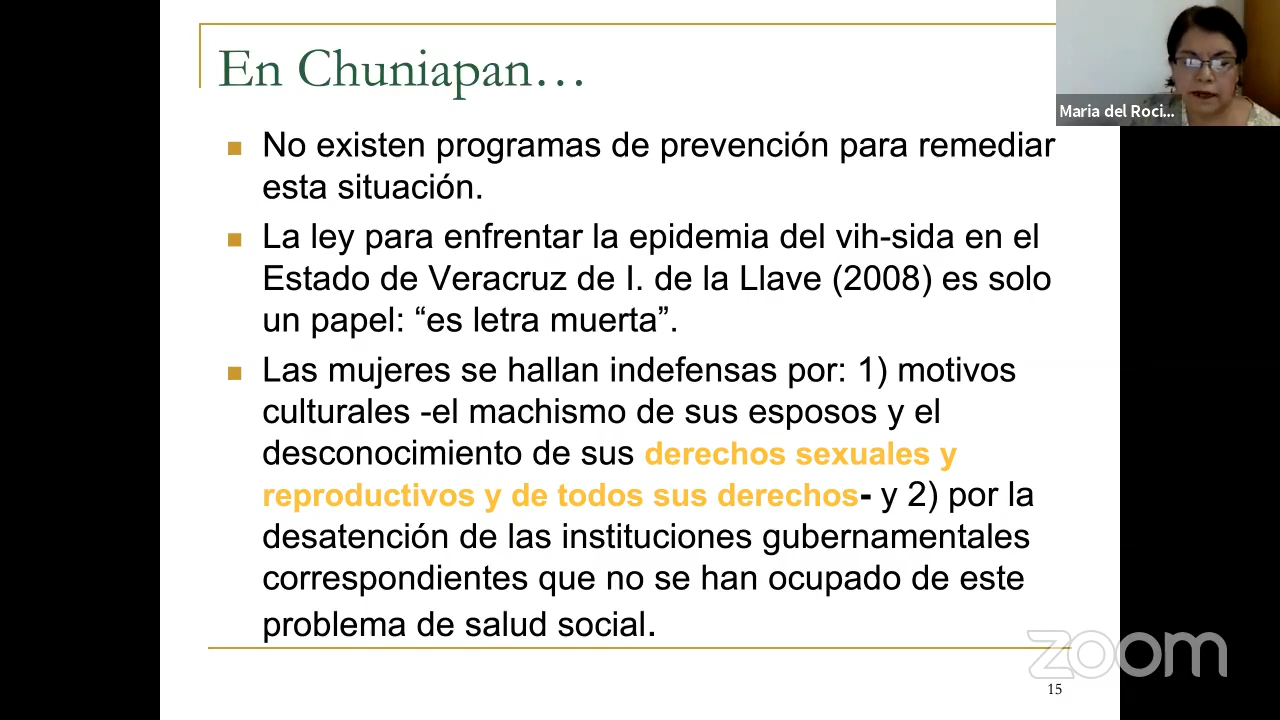 En Chuniapan…
No existen programas de prevención para remediar
esta situación.
La ley para enfrentar la epidemia del vih-sida en el
Estado de Veracruz de I. de la Llave (2008) es solo
un papel: “es letra muerta”.
Las mujeres se hallan indefensas por: 1) motivos
culturales -el machismo de sus esposos y el
desconocimiento de sus derechos sexuales y
reproductivos y de todos sus derechos- y 2) por la
desatención de las instituciones gubernamentales
correspondientes que no se han ocupado de este
problema de salud social.
15
Maria del Roci...
zoom